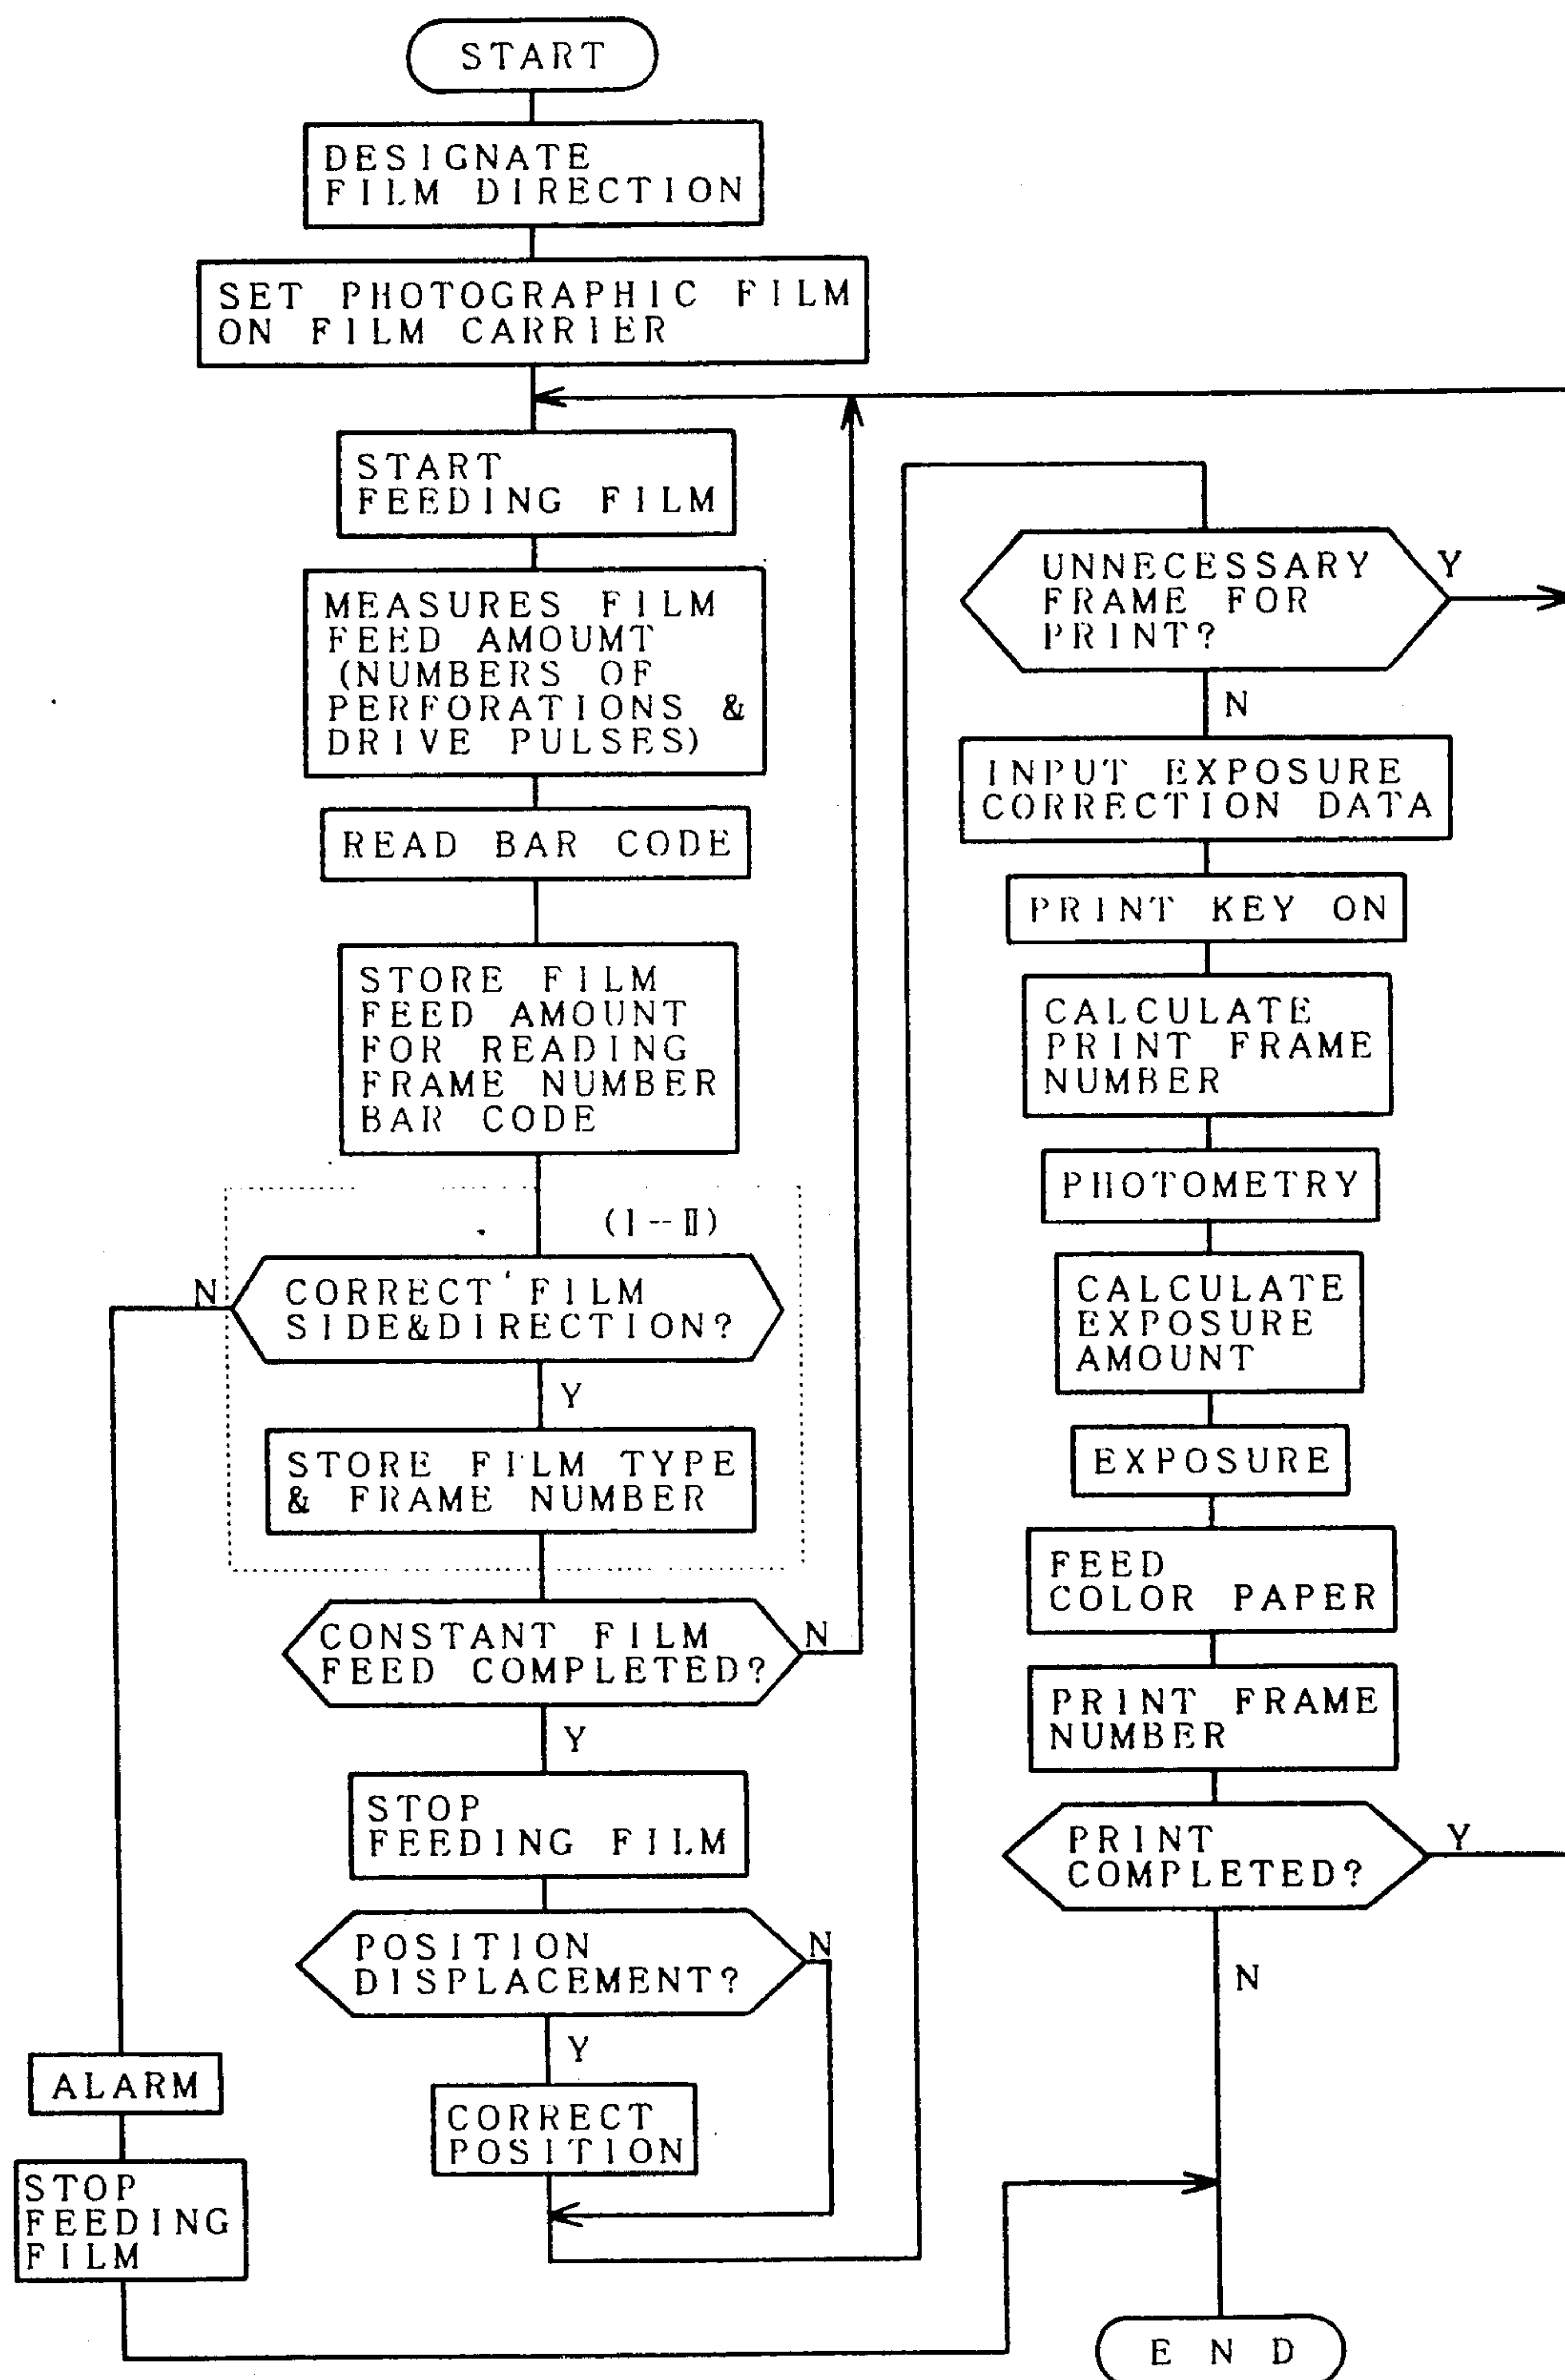 START
DESIGNATE
FILM DIRECTION
SET PHOTOGRAPHIC FILM
ON FILM CARRIER
START
FEEDING FILM
MEASURES FILM
FEED AMOUMT
(NUMBERS OF
PERFORATIONS &
DRIVE PULSES)
READ BAR CODE
STORE FILM
FEED AMOUNT
FOR READING
FRAME NUMBER
BAR CODE
(I--II)
N
CORRECT FILM
SIDE&DIRECTION?
Y
STORE FILM TYPE
& FRAME NUMBER
CONSTANT FILM
FEED COMPLETED?
N
Y
STOP
FEEDING FILM
POSITION
DISPLACEMENT?
N
Y
CORRECT
POSITION
ALARM
STOP
FEEDING
FILM
UNNECESSARY
FRAME FOR
PRINT?
Y
N
INPUT EXPOSURE
CORRECTION DATA
PRINT KEY ON
CALCULATE
PRINT FRAME
NUMBER
PHOTOMETRY
CALCULATE
EXPOSURE
AMOUNT
EXPOSURE
FEED
COLOR PAPER
PRINT FRAME
NUMBER
PRINT
COMPLETED?
Y
N
END